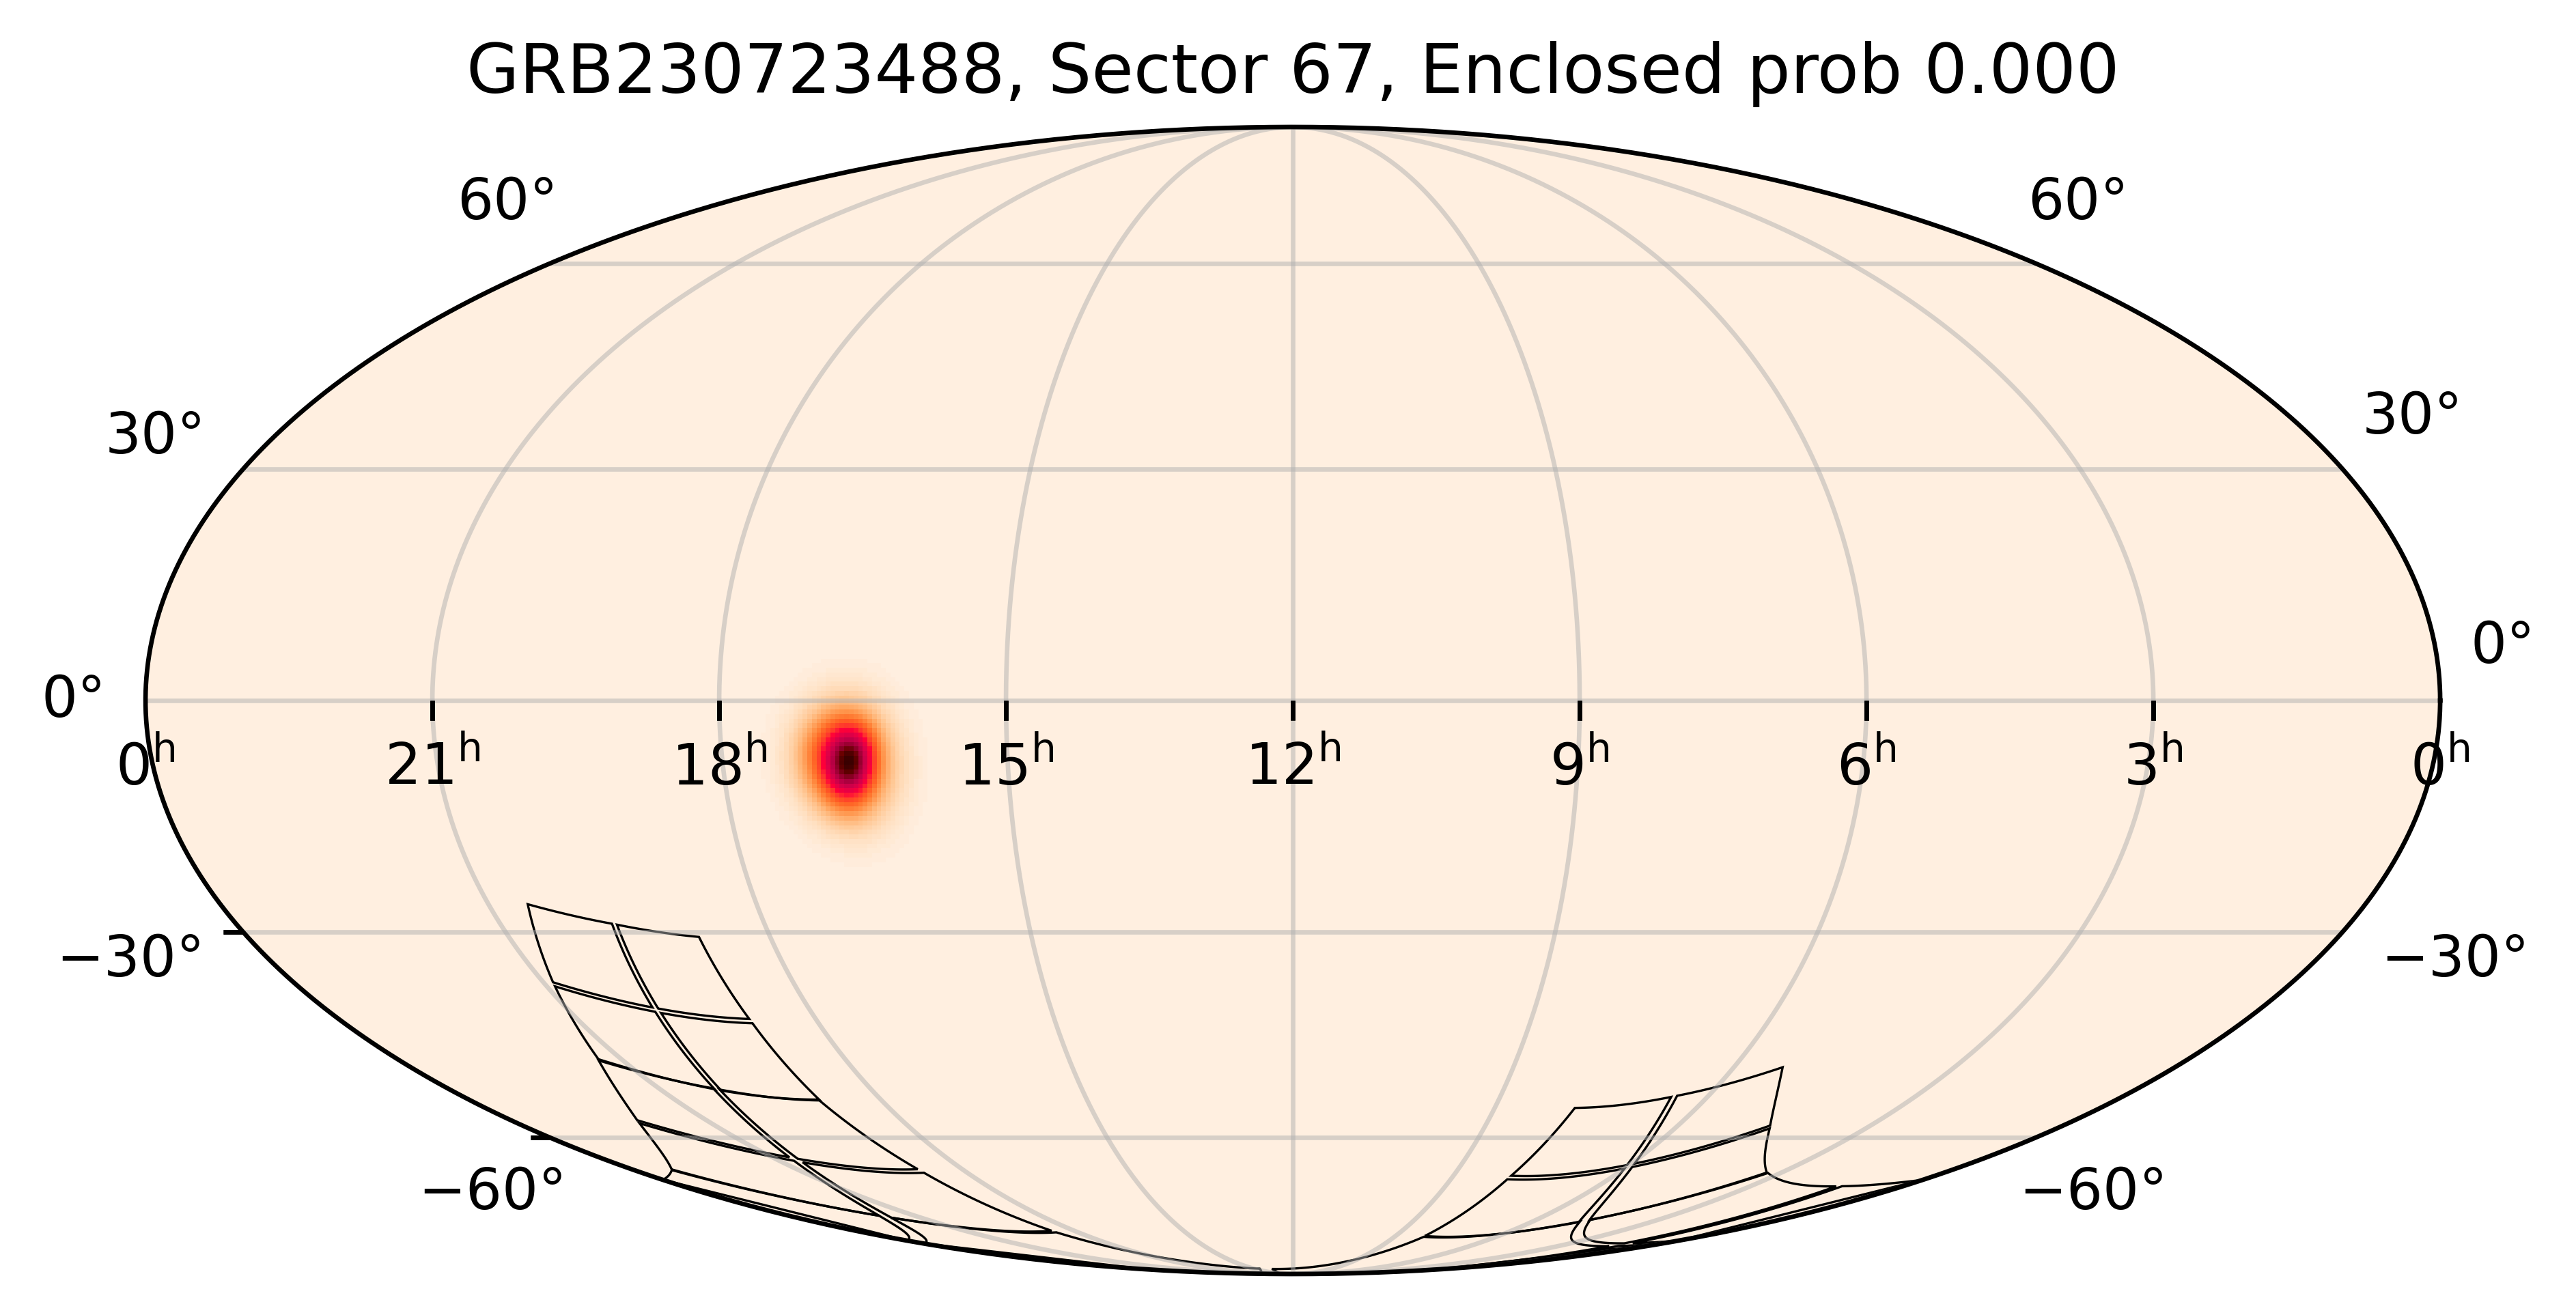 GRB230723488, Sector 67, Enclosed prob 0.000
60° 60°
30° 30°
0° 0°
0ʰ 21ʰ 18ʰ 15ʰ 12ʰ 9ʰ 6ʰ 3ʰ 0ʰ
−30° −30°
−60° −60°